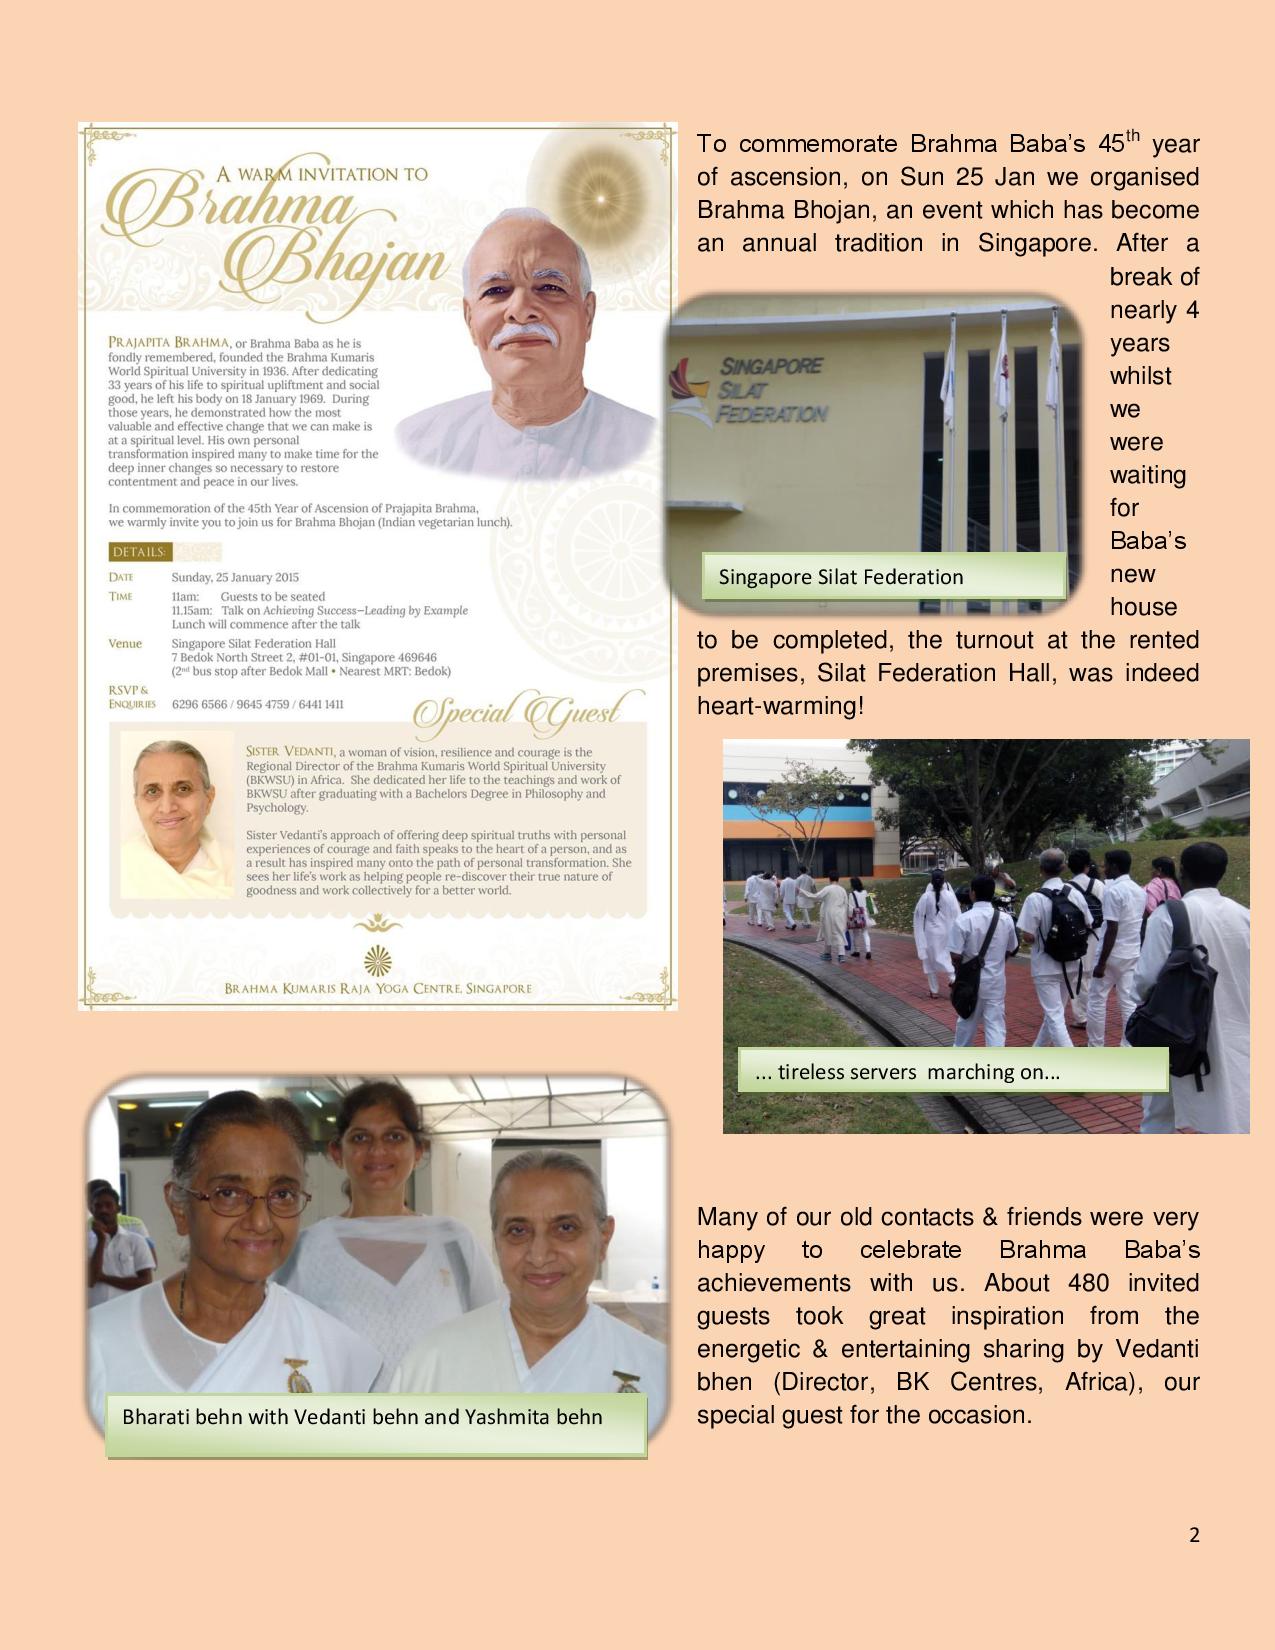 A WARM INVITATION TO
Brahma
Bhojan
PRAJAPITA BRAHMA, or Brahma Baba as he is
fondly remembered, founded the Brahma Kumaris
World Spiritual University in 1936. After dedicating
33 years of his life to spiritual upliftment and social
good, he left his body on 18 January 1969. During
those years, he demonstrated how the most
valuable and effective change that we can make is
at a spiritual level. His own personal
transformation inspired many to make time for the
deep inner changes so necessary to restore
contentment and peace in our lives.
In commemoration of the 45th Year of Ascension of Prajapita Brahma,
we warmly invite you to join us for Brahma Bhojan (Indian vegetarian lunch).
DETAILS:
DATE Sunday, 25 January 2015
TIME 11am: Guests to be seated
11.15am: Talk on Achieving Success—Leading by Example
Lunch will commence after the talk
Venue Singapore Silat Federation Hall
7 Bedok North Street 2, #01-01, Singapore 469646
(2nd bus stop after Bedok Mall • Nearest MRT: Bedok)
RSVP &
ENQUIRIES 6296 6566 / 9645 4759 / 6441 1411
Special Guest
SISTER VEDANTI, a woman of vision, resilience and courage is the
Regional Director of the Brahma Kumaris World Spiritual University
(BKWSU) in Africa. She dedicated her life to the teachings and work of
BKWSU after graduating with a Bachelors Degree in Philosophy and
Psychology.
Sister Vedanti's approach of offering deep spiritual truths with personal
experiences of courage and faith speaks to the heart of a person, and as
a result has inspired many onto the path of personal transformation. She
sees her life's work as helping people re-discover their true nature of
goodness and work collectively for a better world.
BRAHMA KUMARIS RAJA YOGA CENTRE, SINGAPORE
To commemorate Brahma Baba's 45th year
of ascension, on Sun 25 Jan we organised
Brahma Bhojan, an event which has become
an annual tradition in Singapore. After a
break of
nearly 4
years
whilst
we
were
waiting
for
Baba's
new
house
to be completed, the turnout at the rented
premises, Silat Federation Hall, was indeed
heart-warming!
SINGAPORE
SILAT
FEDERATION
Singapore Silat Federation
... tireless servers marching on...
Bharati behn with Vedanti behn and Yashmita behn
Many of our old contacts & friends were very
happy to celebrate Brahma Baba's
achievements with us. About 480 invited
guests took great inspiration from the
energetic & entertaining sharing by Vedanti
bhen (Director, BK Centres, Africa), our
special guest for the occasion.
2